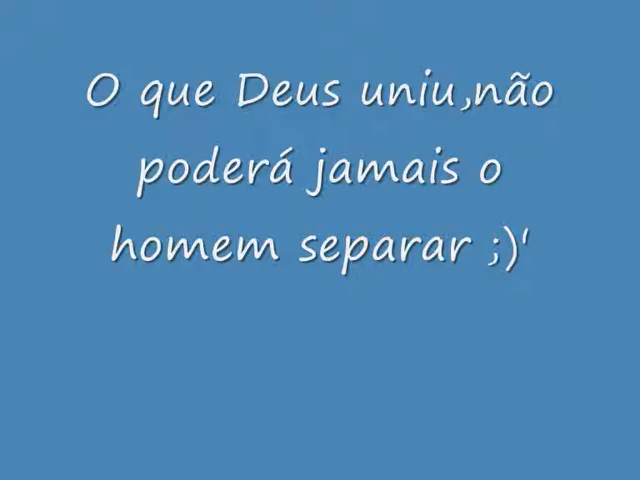 O que Deus uniu,não
poderá jamais o
homem separar ;)'